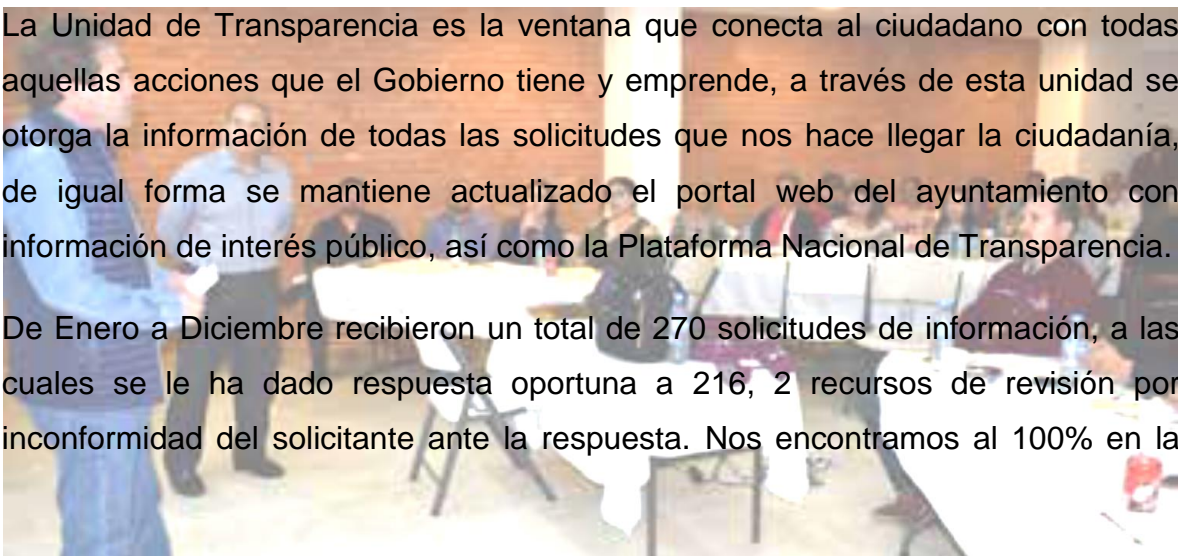 La Unidad de Transparencia es la ventana que conecta al ciudadano con todas
aquellas acciones que el Gobierno tiene y emprende, a través de esta unidad se
otorga la información de todas las solicitudes que nos hace llegar la ciudadanía,
de igual forma se mantiene actualizado el portal web del ayuntamiento con
información de interés público, así como la Plataforma Nacional de Transparencia.
De Enero a Diciembre recibieron un total de 270 solicitudes de información, a las
cuales se le ha dado respuesta oportuna a 216, 2 recursos de revisión por
inconformidad del solicitante ante la respuesta. Nos encontramos al 100% en la